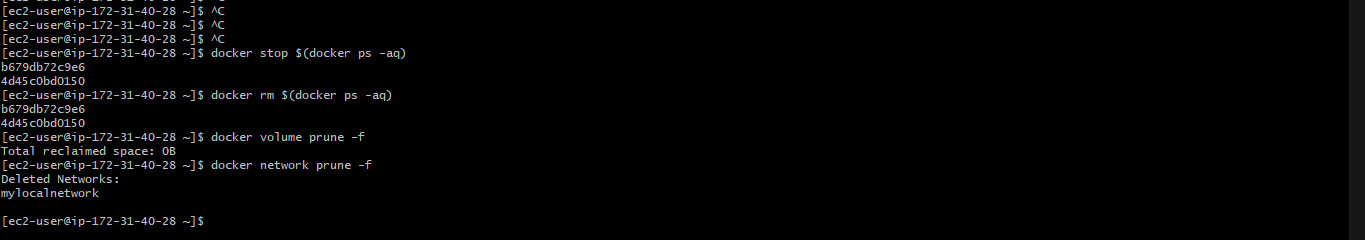 [ec2-user@ip-172-31-40-28 ~]$ ^C
[ec2-user@ip-172-31-40-28 ~]$ ^C
[ec2-user@ip-172-31-40-28 ~]$ ^C
[ec2-user@ip-172-31-40-28 ~]$ docker stop $(docker ps -aq)
b679db72c9e6
4d45c0bd0150
[ec2-user@ip-172-31-40-28 ~]$ docker rm $(docker ps -aq)
b679db72c9e6
4d45c0bd0150
[ec2-user@ip-172-31-40-28 ~]$ docker volume prune -f
Total reclaimed space: 0B
[ec2-user@ip-172-31-40-28 ~]$ docker network prune -f
Deleted Networks:
mylocalnetwork
[ec2-user@ip-172-31-40-28 ~]$